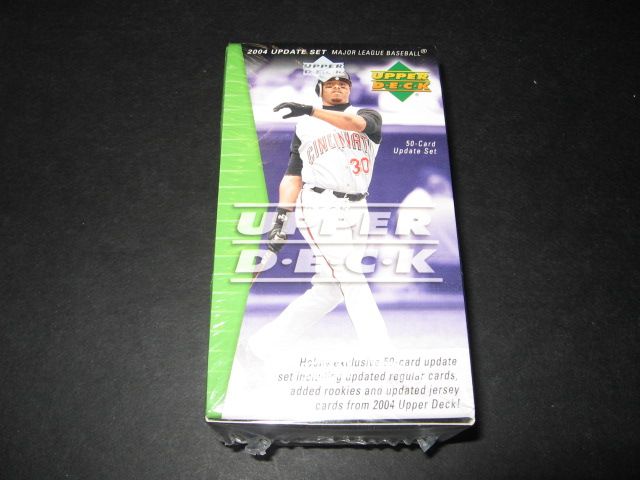 2004 UPDATE SET MAJOR LEAGUE BASEBALL®
UPPER
DECK
UPPER
D·E·C·K
50-Card
Update Set
CINCINNATI
30
UPPER
D·E·C·K
Hobby exclusive 50-card update
set including updated regular cards,
added rookies and updated jersey
cards from 2004 Upper Deck!